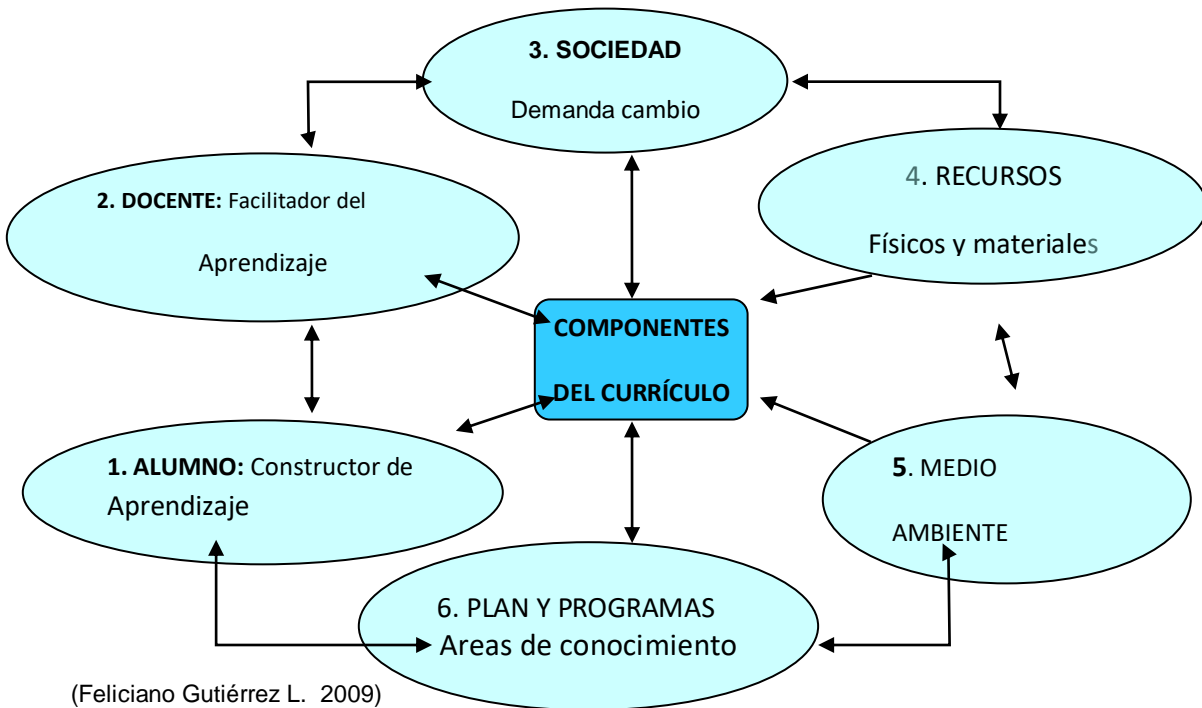 3. SOCIEDAD
Demanda cambio
2. DOCENTE: Facilitador del
Aprendizaje
4. RECURSOS
Físicos y materiales
COMPONENTES
DEL CURRÍCULO
1. ALUMNO: Constructor de
Aprendizaje
5. MEDIO
AMBIENTE
6. PLAN Y PROGRAMAS
Areas de conocimiento
(Feliciano Gutiérrez L. 2009)